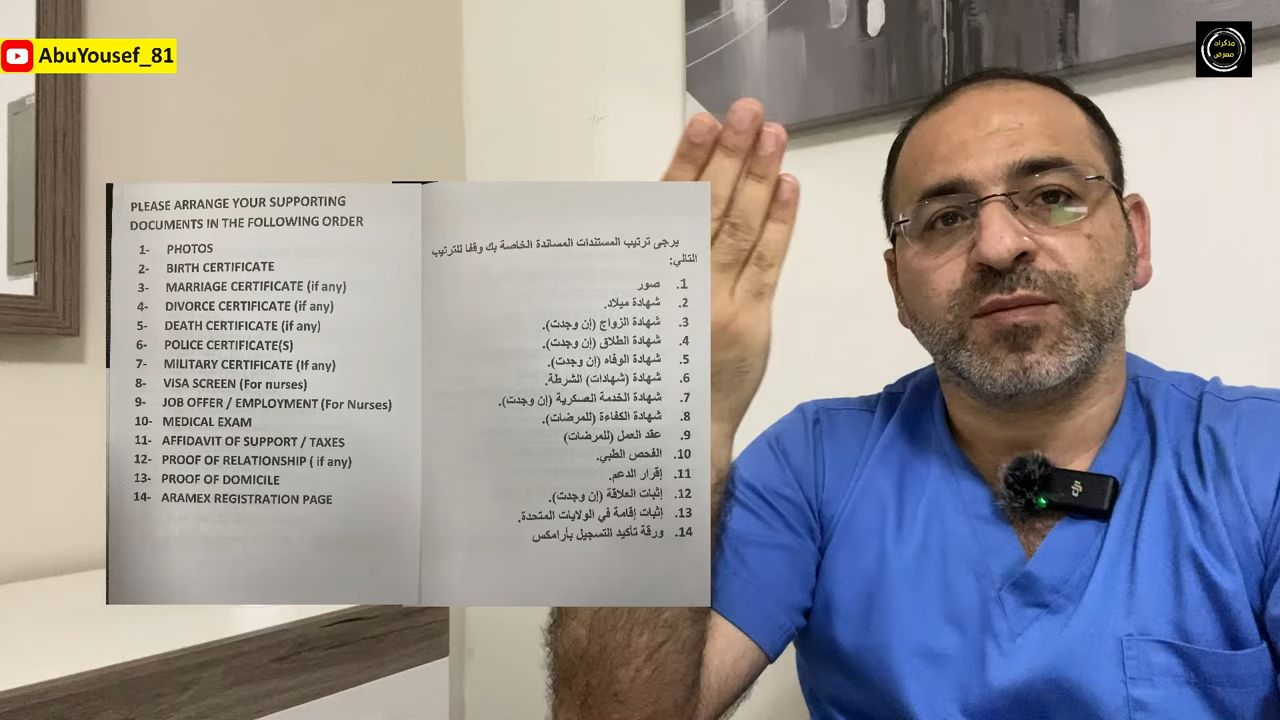 AbuYousef_81
مذكرات
ممرض
PLEASE ARRANGE YOUR SUPPORTING
DOCUMENTS IN THE FOLLOWING ORDER
1- PHOTOS
2- BIRTH CERTIFICATE
3- MARRIAGE CERTIFICATE (if any)
4- DIVORCE CERTIFICATE (if any)
5- DEATH CERTIFICATE (if any)
6- POLICE CERTIFICATE(S)
7- MILITARY CERTIFICATE (If any)
8- VISA SCREEN (For nurses)
9- JOB OFFER / EMPLOYMENT (For Nurses)
10- MEDICAL EXAM
11- AFFIDAVIT OF SUPPORT / TAXES
12- PROOF OF RELATIONSHIP ( if any)
13- PROOF OF DOMICILE
14- ARAMEX REGISTRATION PAGE
يرجى ترتيب المستندات المساندة الخاصة بك وقفا للترتيب
التالي:
1. صور
2. شهادة ميلاد.
3. شهادة الزواج (إن وجدت).
4. شهادة الطلاق (إن وجدت).
5. شهادة الوفاه (إن وجدت).
6. شهادة (شهادات) الشرطة.
7. شهادة الخدمة الصكرية (إن وجدت).
8. شهادة الكفاءة (للمرضات).
9. عقد العمل (للمرضات)
10. الفحص الطبي.
11. إقرار الدعم.
12. إثبات العلاقة (إن وجدت).
13. إثبات إقامة في الولايات المتحدة.
14. ورقة تأكيد التسجيل بأرامكس
dji